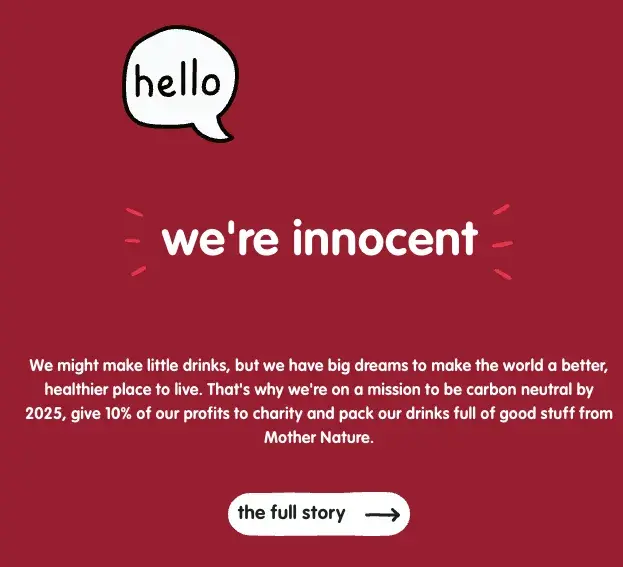 hello
we're innocent
We might make little drinks, but we have big dreams to make the world a better,
healthier place to live. That's why we're on a mission to be carbon neutral by
2025, give 10% of our profits to charity and pack our drinks full of good stuff from
Mother Nature.
the full story